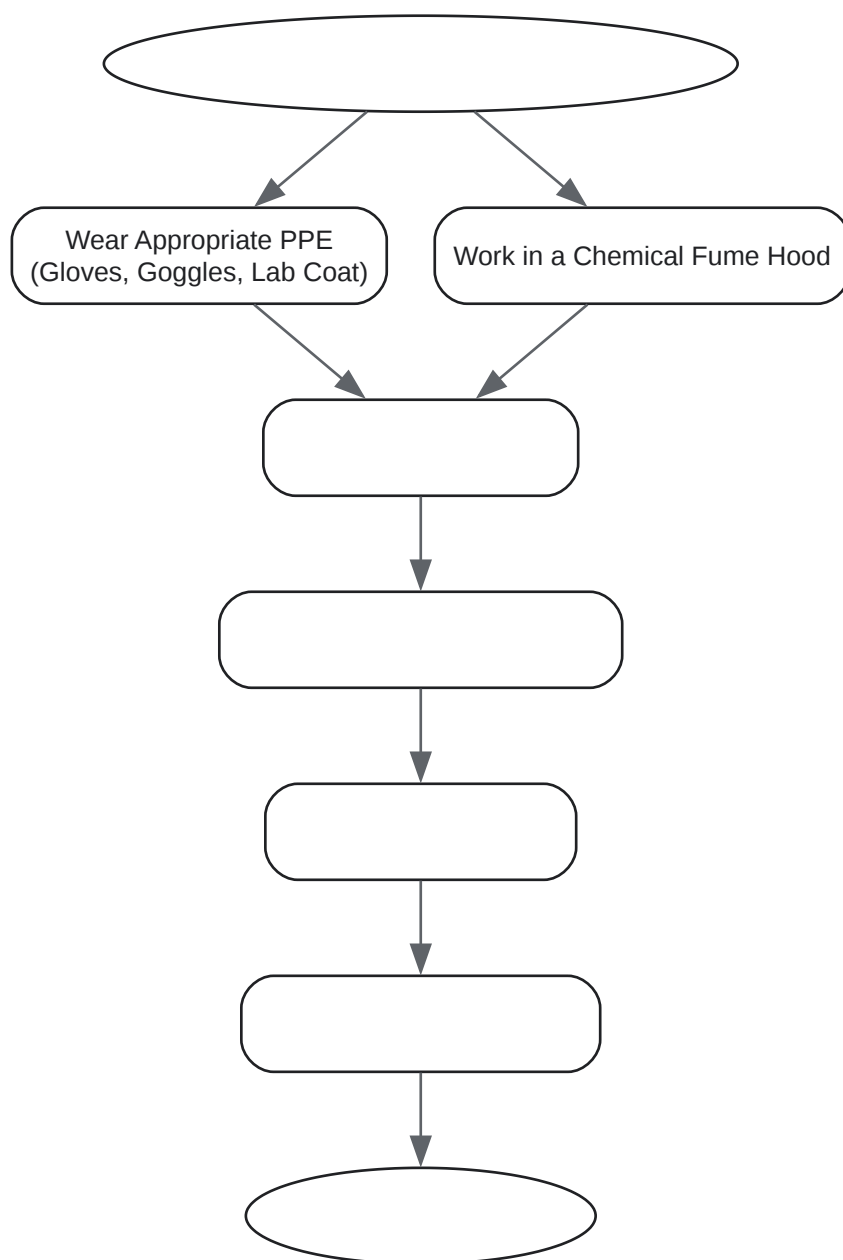 Wear Appropriate PPE
(Gloves, Goggles, Lab Coat)
Work in a Chemical Fume Hood